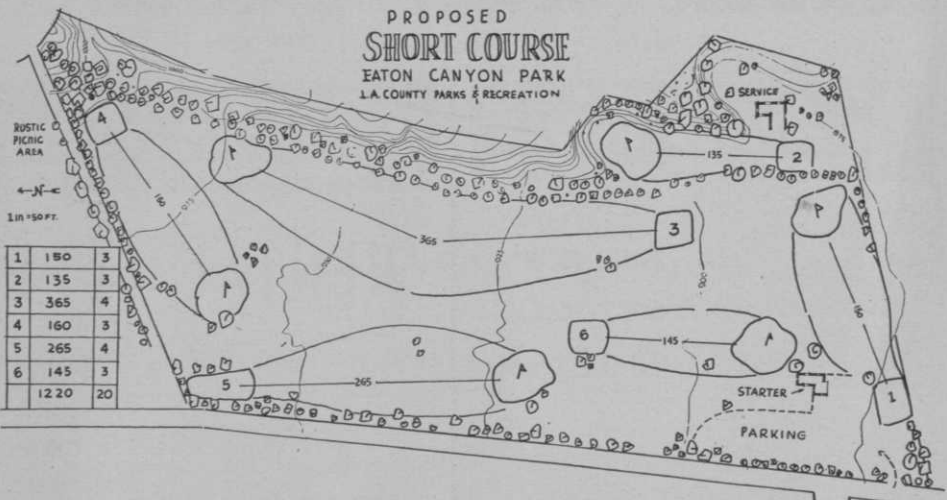 PROPOSED
SHORT COURSE
EATON CANYON PARK
L.A. COUNTY PARKS & RECREATION
SERVICE
RUSTIC
PICNIC
AREA
N
1 in = 50 FT.
1 150 3
2 135 3
3 365 4
4 160 3
5 265 4
6 145 3
1220 20
4
160
135
2
365
3
6
145
5
265
STARTER
1
PARKING